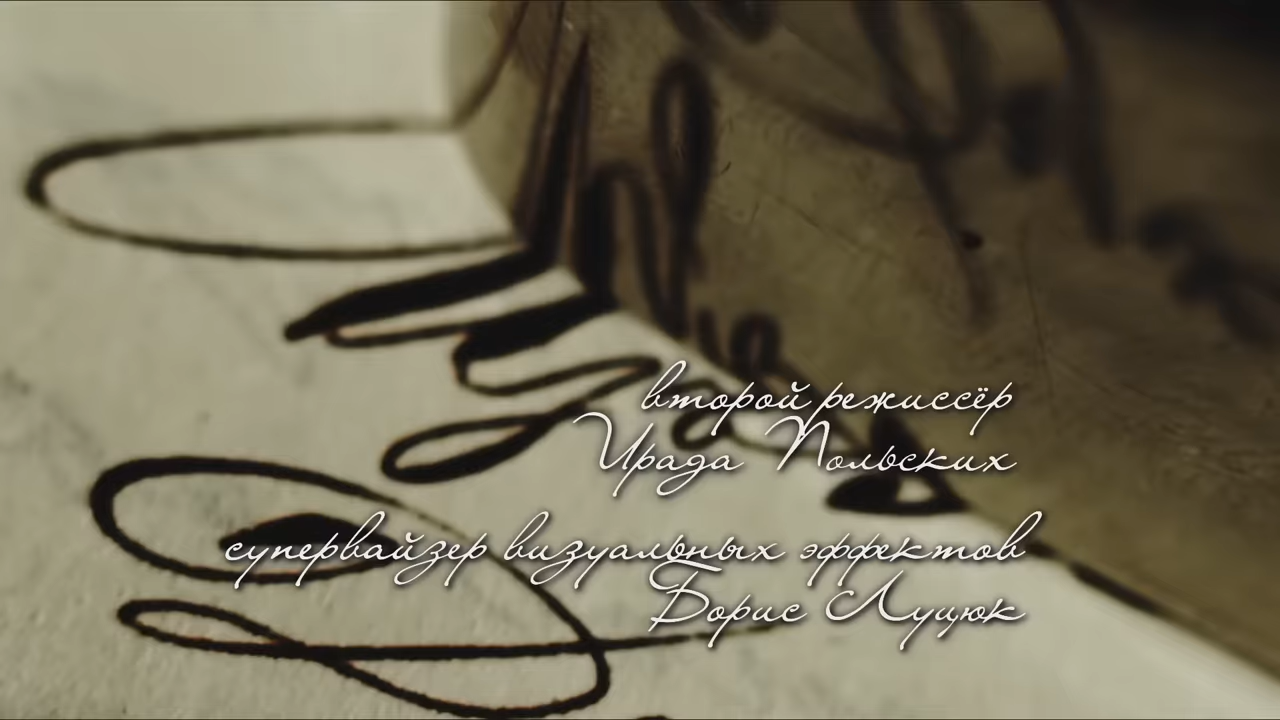 второй режиссёр
Ирада Польских
супервайзер визуальных эффектов
Борис Луцюк